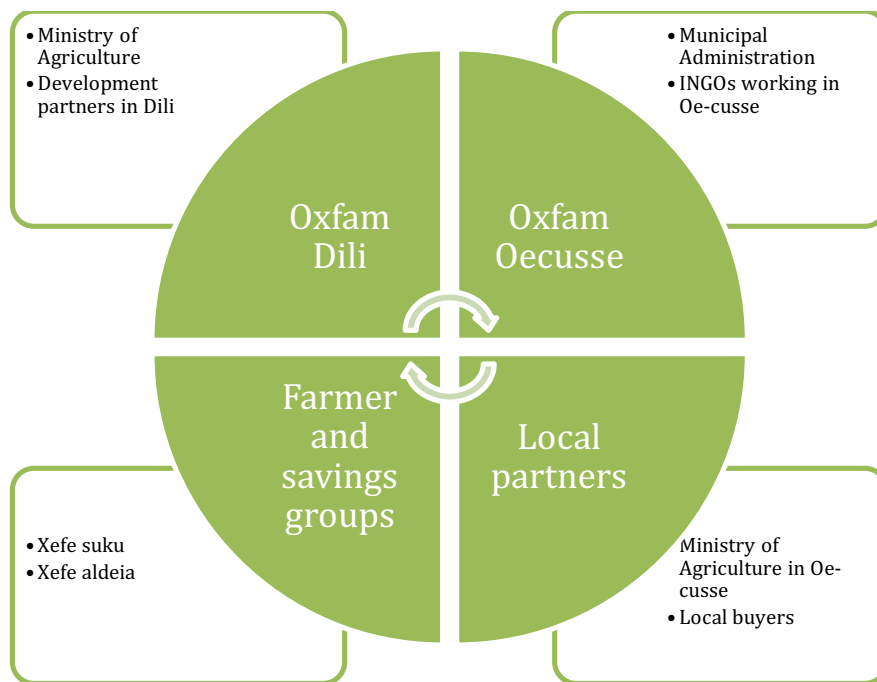 • Ministry of
Agriculture
• Development
partners in Dili
• Municipal
Administration
• INGOs working in
Oe-cusse
Oxfam
Dili
Oxfam
Oecusse
Farmer
and
savings
groups
Local
partners
• Xefe suku
• Xefe aldeia
Ministry of
Agriculture in Oe-
cusse
• Local buyers